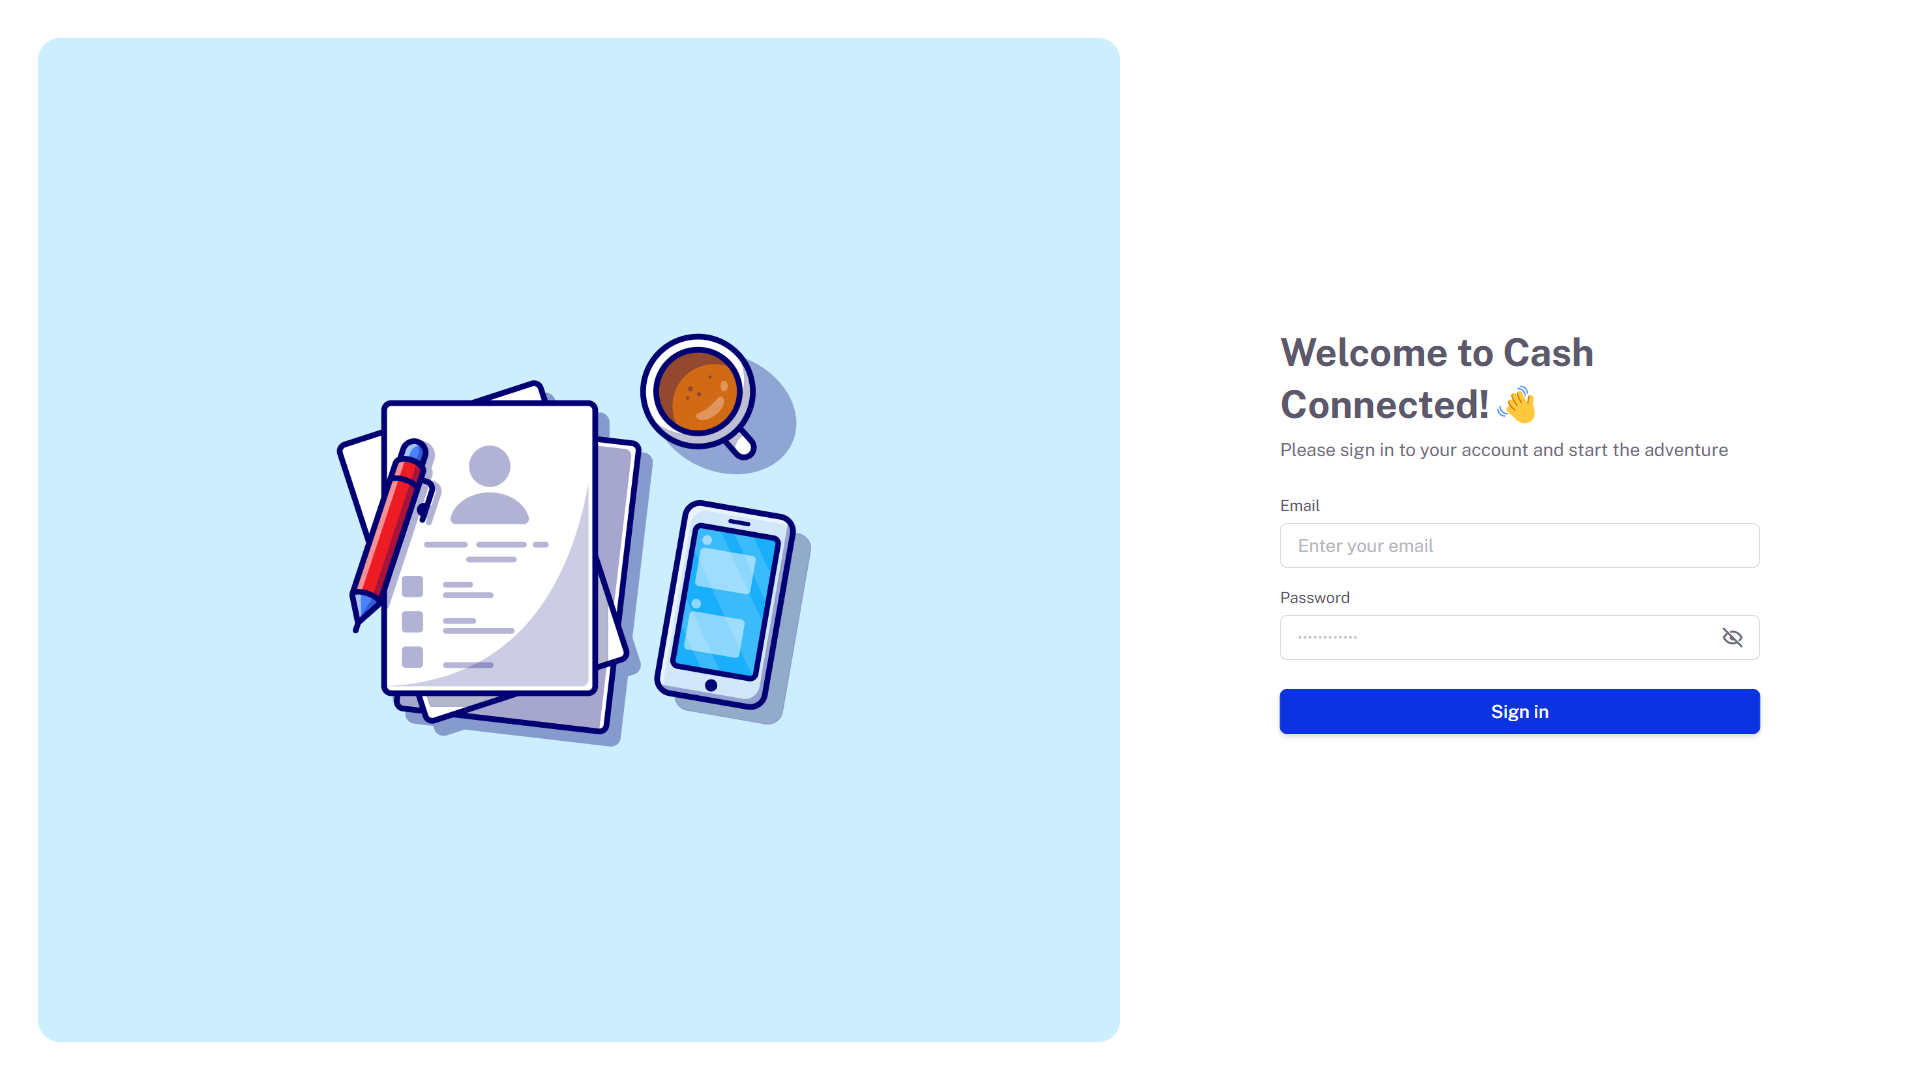 Welcome to Cash
Connected! 👋
Please sign in to your account and start the adventure
Email
Enter your email
Password
············
Sign in